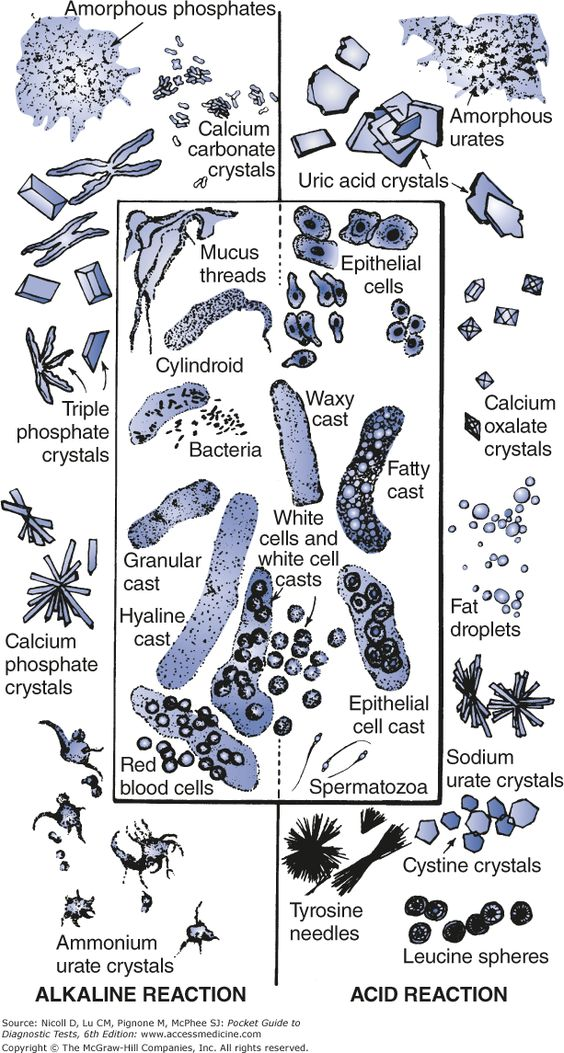 Amorphous phosphates
Calcium
carbonate
crystals
Amorphous
urates
Uric acid crystals
Mucus
threads
Epithelial
cells
Cylindroid
Triple
phosphate
crystals
Bacteria
Waxy
cast
Fatty
cast
Calcium
oxalate
crystals
Granular
cast
White
cells and
white cell
casts
Hyaline
cast
Fat
droplets
Calcium
phosphate
crystals
Epithelial
cell cast
Red
blood cells
Spermatozoa
Sodium
urate crystals
Cystine crystals
Tyrosine
needles
Leucine spheres
Ammonium
urate crystals
ALKALINE REACTION
ACID REACTION
Source: Nicoll D, Lu CM, Pignone M, McPhee SJ: Pocket Guide to
Diagnostic Tests, 6th Edition: www.accessmedicine.com
Copyright © The McGraw-Hill Companies, Inc. All rights reserved.